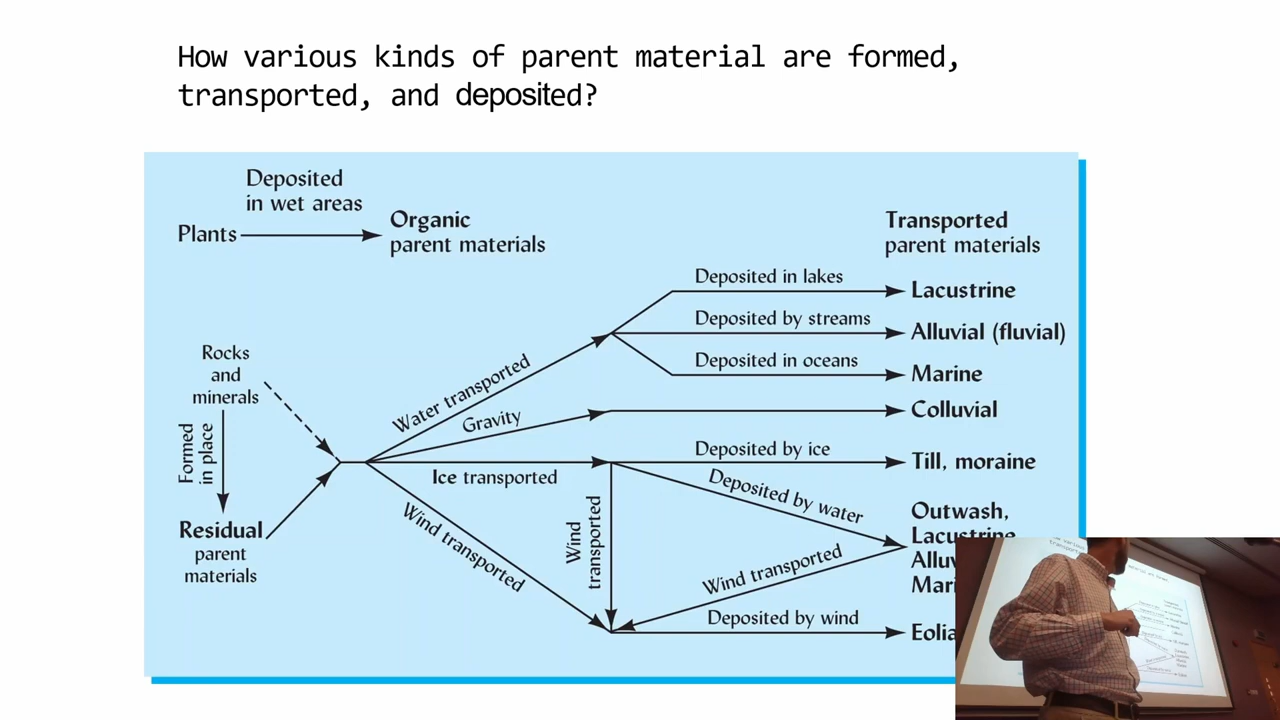 How various kinds of parent material are formed,
transported, and deposited?
Deposited
in wet areas
Plants
Organic
parent materials
Transported
parent materials
Deposited in lakes
Lacustrine
Deposited by streams
Alluvial (fluvial)
Deposited in oceans
Marine
Rocks
and
minerals
Water transported
Gravity
Colluvial
Formed
in place
Deposited by ice
Till, moraine
Ice transported
Deposited by water
Wind transported
Wind
transported
Outwash,
Lacustrine
Residual
parent
materials
Wind transported
Deposited by wind